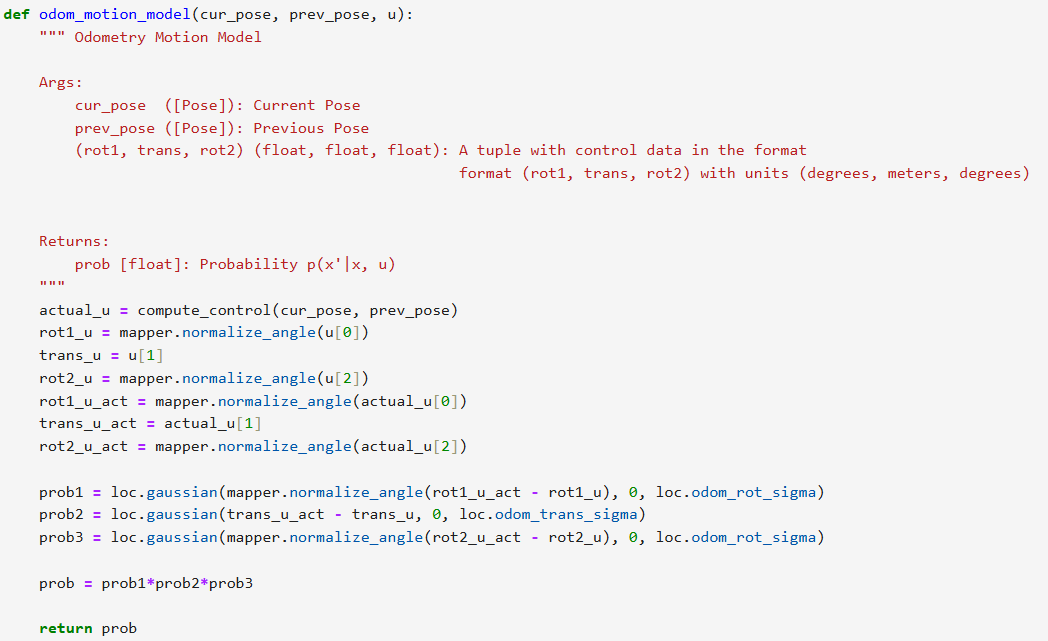 def odom_motion_model(cur_pose, prev_pose, u):
    """ Odometry Motion Model

    Args:
        cur_pose  ([Pose]): Current Pose
        prev_pose ([Pose]): Previous Pose
        (rot1, trans, rot2) (float, float, float): A tuple with control data in the format
                                                   format (rot1, trans, rot2) with units (degrees, meters, degrees)


    Returns:
        prob [float]: Probability p(x'|x, u)
    """
    actual_u = compute_control(cur_pose, prev_pose)
    rot1_u = mapper.normalize_angle(u[0])
    trans_u = u[1]
    rot2_u = mapper.normalize_angle(u[2])
    rot1_u_act = mapper.normalize_angle(actual_u[0])
    trans_u_act = actual_u[1]
    rot2_u_act = mapper.normalize_angle(actual_u[2])

    prob1 = loc.gaussian(mapper.normalize_angle(rot1_u_act - rot1_u), 0, loc.odom_rot_sigma)
    prob2 = loc.gaussian(trans_u_act - trans_u, 0, loc.odom_trans_sigma)
    prob3 = loc.gaussian(mapper.normalize_angle(rot2_u_act - rot2_u), 0, loc.odom_rot_sigma)

    prob = prob1*prob2*prob3

    return prob